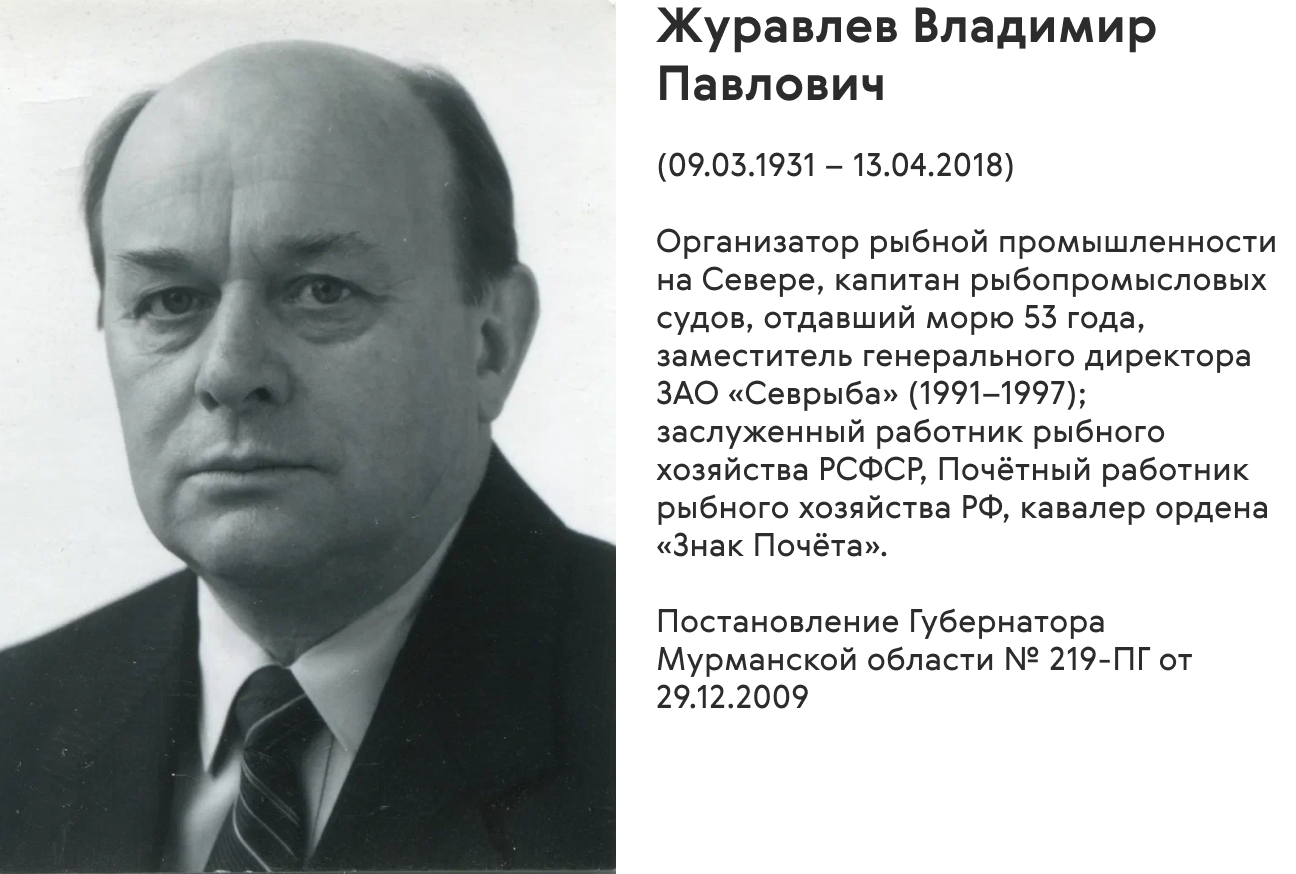 Журавлев Владимир
Павлович
(09.03.1931 – 13.04.2018)
Организатор рыбной промышленности
на Севере, капитан рыбопромысловых
судов, отдавший морю 53 года,
заместитель генерального директора
ЗАО «Севрыба» (1991–1997);
заслуженный работник рыбного
хозяйства РСФСР, Почётный работник
рыбного хозяйства РФ, кавалер ордена
«Знак Почёта».
Постановление Губернатора
Мурманской области № 219-ПГ от
29.12.2009